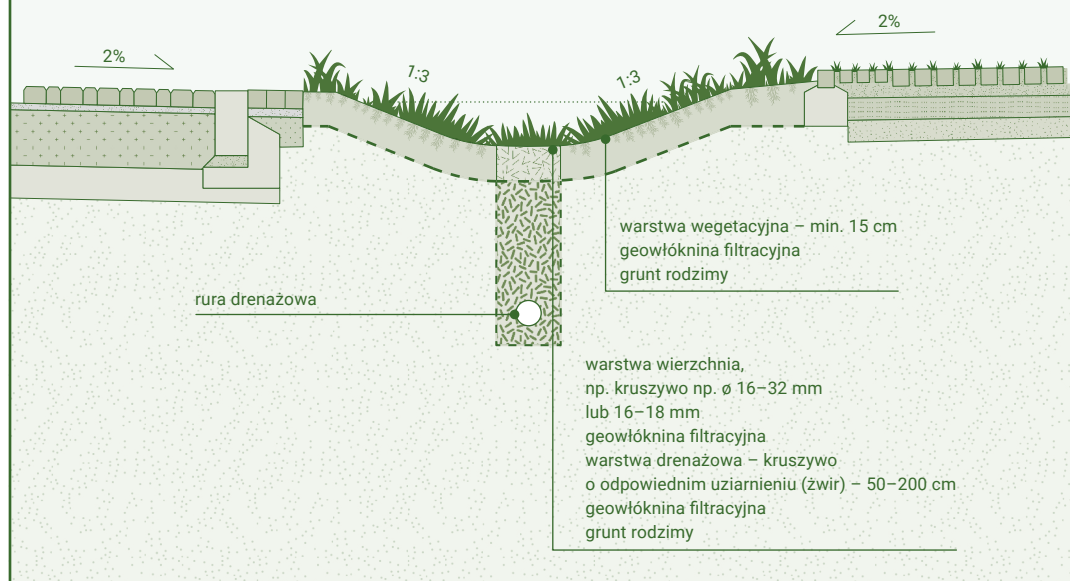 2%
2%
1:3
1:3
warstwa wegetacyjna – min. 15 cm
geowłóknina filtracyjna
grunt rodzimy
rura drenażowa
warstwa wierzchnia,
np. kruszywo np. ø 16–32 mm
lub 16–18 mm
geowłóknina filtracyjna
warstwa drenażowa – kruszywo
o odpowiednim uziarnieniu (żwir) – 50–200 cm
geowłóknina filtracyjna
grunt rodzimy